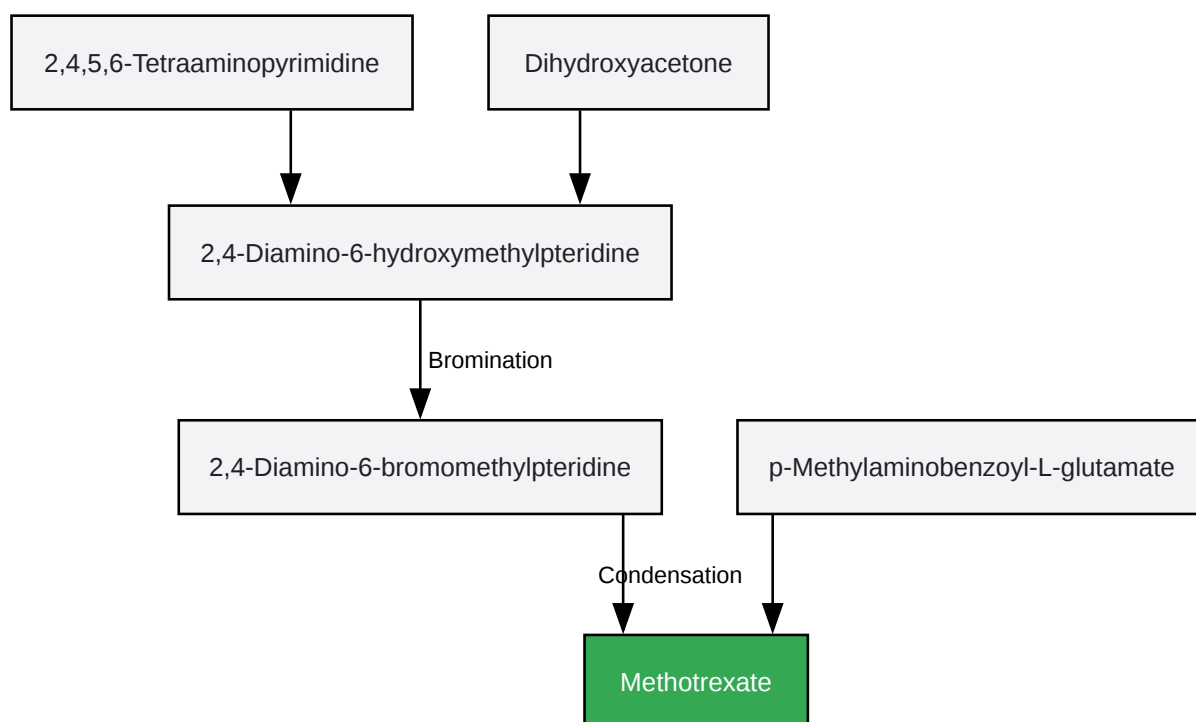 2,4,5,6-Tetraaminopyrimidine
Dihydroxyacetone
2,4-Diamino-6-hydroxymethylpteridine
Bromination
2,4-Diamino-6-bromomethylpteridine
p-Methylaminobenzoyl-L-glutamate
Condensation
Methotrexate